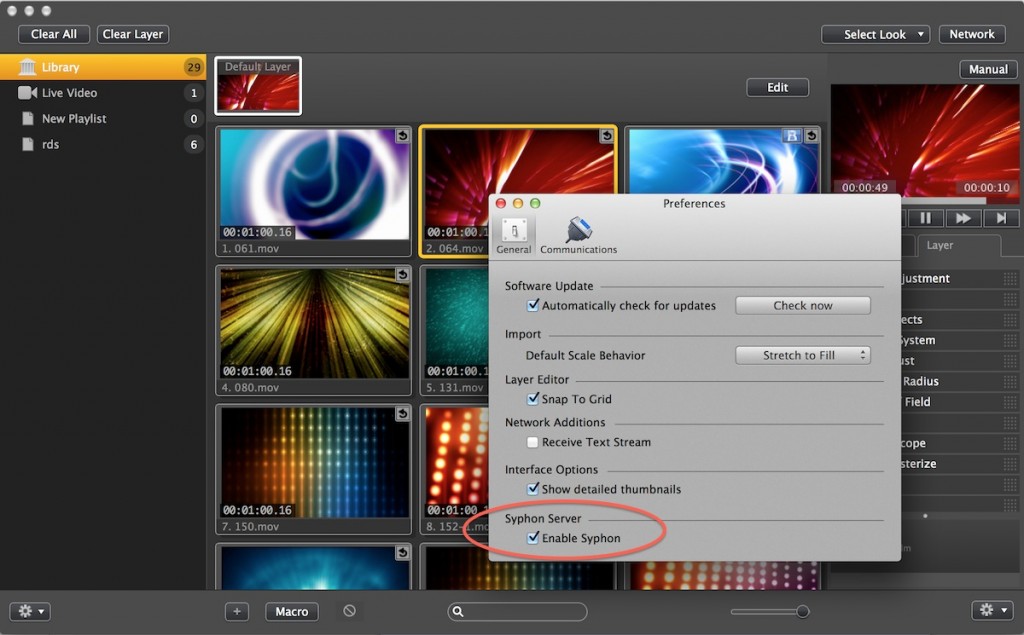 Clear All
Clear Layer
Select Look
Network
Library
29
Live Video
1
New Playlist
0
rds
6
Default Layer
Edit
Manual
00:00:49
00:00:10
00:01:00.16
1. 061.mov
00:01:00
2. 064.mov
B
00:01:00.16
4. 080.mov
00:01:00
5. 131.mov
00:01:00.16
7. 150.mov
00:01:00
8. 152-1.mo
Preferences
General
Communications
Software Update
Automatically check for updates
Check now
Import
Default Scale Behavior
Stretch to Fill
Layer Editor
Snap To Grid
Network Additions
Receive Text Stream
Interface Options
Show detailed thumbnails
Syphon Server
Enable Syphon
Layer
justment
ects
System
ust
Radius
Field
cope
sterize
Macro